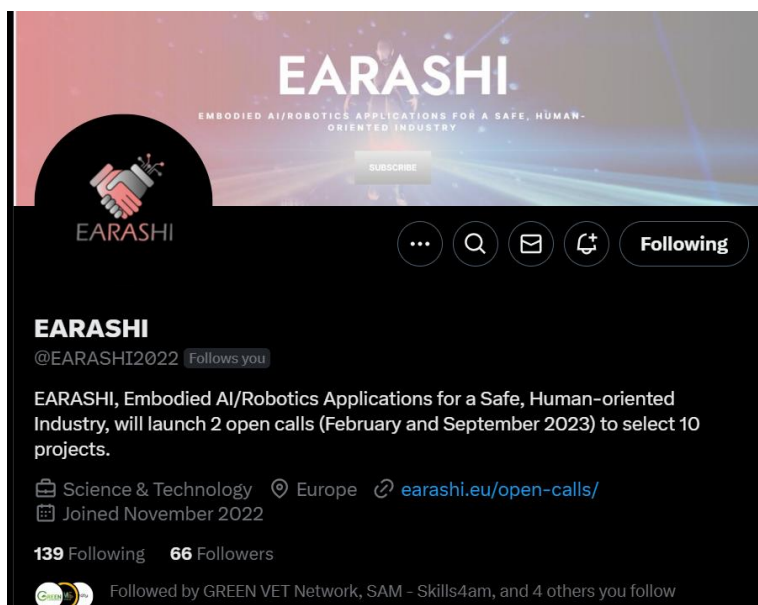 EARASHI
EMBODIED AI/ROBOTICS APPLICATIONS FOR A SAFE, HUMAN-
ORIENTED INDUSTRY
SUBSCRIBE
EARASHI
Following
EARASHI
@EARASHI2022 Follows you
EARASHI, Embodied AI/Robotics Applications for a Safe, Human-oriented
Industry, will launch 2 open calls (February and September 2023) to select 10
projects.
Science & Technology Europe earashi.eu/open-calls/
Joined November 2022
139 Following 66 Followers
Followed by GREEN VET Network, SAM - Skills4am, and 4 others you follow